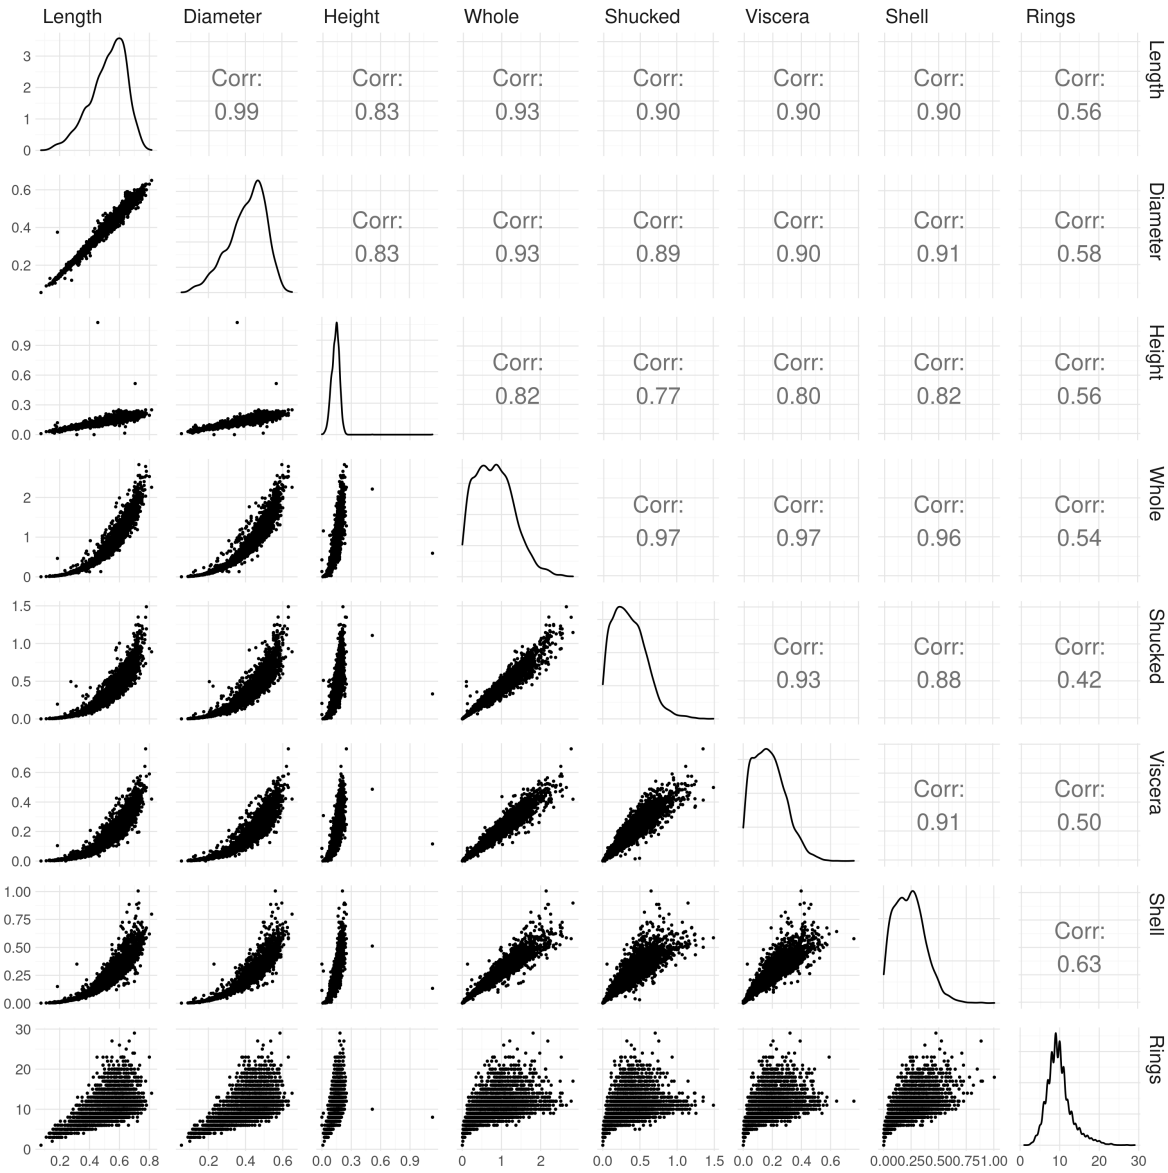 Length Diameter Height Whole Shucked Viscera Shell Rings
3
2
1
0
Corr: Corr: Corr: Corr: Corr: Corr: Corr:
0.99 0.83 0.93 0.90 0.90 0.90 0.56
Length
0.6
0.4
0.2
Corr: Corr: Corr: Corr: Corr: Corr:
0.83 0.93 0.89 0.90 0.91 0.58
Diameter
0.9
0.6
0.3
0.0
Corr: Corr: Corr: Corr: Corr:
0.82 0.77 0.80 0.82 0.56
Height
2
1
0
Corr: Corr: Corr: Corr:
0.97 0.97 0.96 0.54
Whole
1.5
1.0
0.5
0.0
Corr: Corr: Corr:
0.93 0.88 0.42
Shucked
0.6
0.4
0.2
0.0
Corr: Corr:
0.91 0.50
Viscera
1.00
0.75
0.50
0.25
0.00
Corr:
0.63
Shell
30
20
10
0
Rings
0.2 0.4 0.6 0.8 0.2 0.4 0.6 0.0 0.3 0.6 0.9 0 1 2 0.0 0.5 1.0 1.5 0.0 0.2 0.4 0.6 0.000.250.500.751.00 0 10 20 30